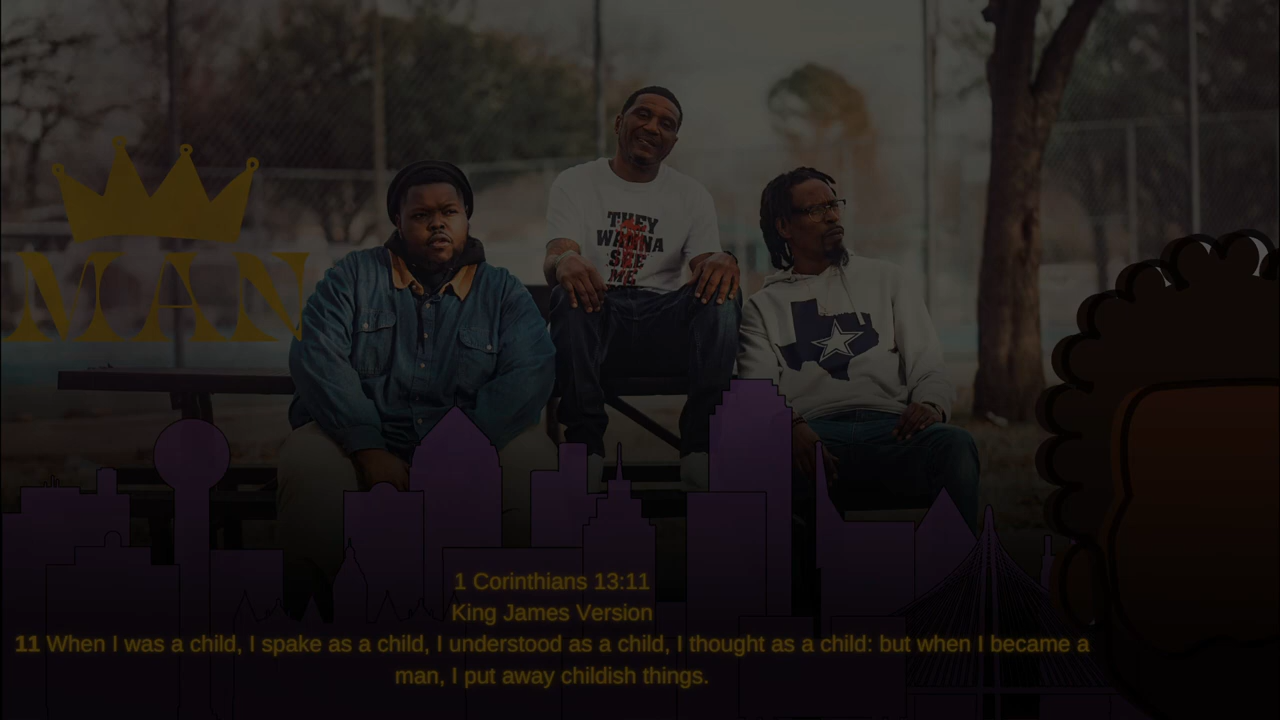 MAN
THEY
WANNA
SEE
ME
1 Corinthians 13:11
King James Version
11 When I was a child, I spake as a child, I understood as a child, I thought as a child: but when I became a
man, I put away childish things.